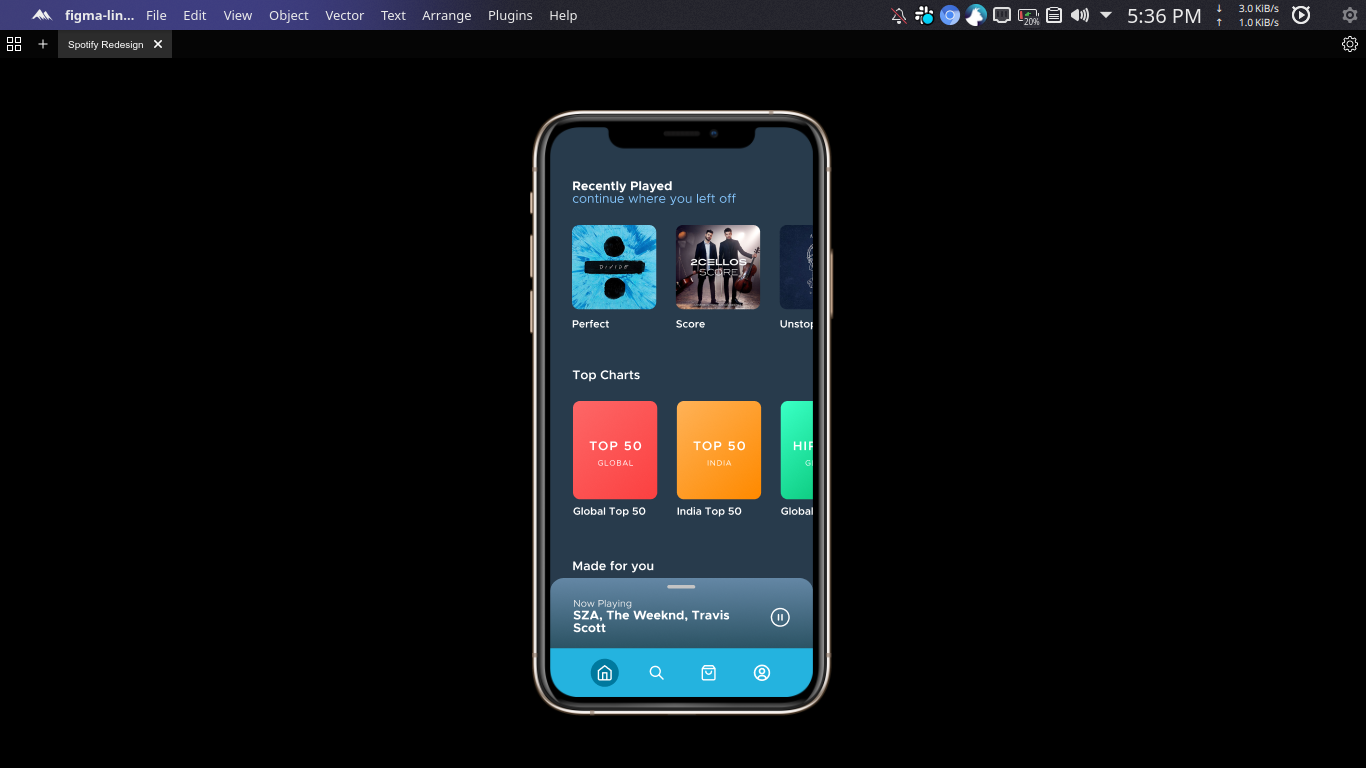 figma-lin... File Edit View Object Vector Text Arrange Plugins Help 20% 5:36 PM ↓ 3.0 KiB/s
↑ 1.0 KiB/s
+ Spotify Redesign
Recently Played
continue where you left off
DIVIDE
2CELLOS
SCORE
Perfect Score Unstop
Top Charts
TOP 50 TOP 50 HIP
GLOBAL INDIA
Global Top 50 India Top 50 Global
Made for you
Now Playing
SZA, The Weeknd, Travis
Scott